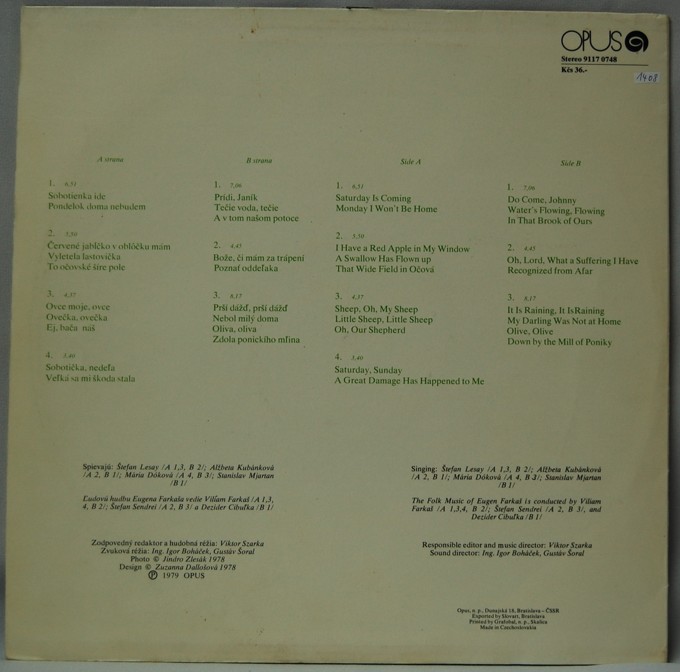 OPUS
Stereo 9117 0748
Kčs 36.-
1408
A strana
1. 6,51
Sobotienka ide
Pondelok doma nebudem
2. 5,50
Červené jabĺčko v oblôčku mám
Vyletela lastovička
To očovské šíre pole
3. 4,37
Ovce moje, ovce
Ovečka, ovečka
Ej, bača náš
4. 3,40
Sobotička, nedeľa
Veľká sa mi škoda stala
B strana
1. 7,06
Prídi, Janík
Tečie voda, tečie
A v tom našom potoce
2. 4,45
Bože, či mám za trápení
Poznať oddeľaka
3. 8,17
Prší dážď, prší dážď
Nebol milý doma
Oliva, oliva
Zdola ponického mlina
Side A
1. 6,51
Saturday Is Coming
Monday I Won't Be Home
2. 5,50
I Have a Red Apple in My Window
A Swallow Has Flown up
That Wide Field in Očová
3. 4,37
Sheep, Oh, My Sheep
Little Sheep, Little Sheep
Oh, Our Shepherd
4. 3,40
Saturday, Sunday
A Great Damage Has Happened to Me
Side B
1. 7,06
Do Come, Johnny
Water's Flowing, Flowing
In That Brook of Ours
2. 4,45
Oh, Lord, What a Suffering I Have
Recognized from Afar
3. 8,17
It Is Raining, It IsRaining
My Darling Was Not at Home
Olive, Olive
Down by the Mill of Poniky
Spievajú: Štefan Lesay /A 1,3, B 2/; Alžbeta Kubánková
/A 2, B 1/; Mária Dôková /A 4, B 3/; Stanislav Mjartan
/B 1/
Ľudovú hudbu Eugena Farkaša vedie Viliam Farkaš /A 1,3,
4, B 2/; Štefan Sendrei /A 2, B 3/ a Dezider Cibuľka /B 1/
Zodpovedný redaktor a hudobná réžia: Viktor Szarka
Zvuková réžia: Ing. Igor Boháček, Gustáv Šoral
Photo © Jindro Zlesák 1978
Design © Zuzanna Dallošová 1978
Ⓟ 1979 OPUS
Singing: Štefan Lesay /A 1,3, B 2/; Alžbeta Kubánková
/A 2, B 1/; Mária Dôková /A 4, B 3/; Stanislav Mjartan
/B 1/
The Folk Music of Eugen Farkaš is conducted by Viliam
Farkaš /A 1,3,4, B 2/; Štefan Sendrei /A 2, B 3/, and
Dezider Cibuľka /B 1/
Responsible editor and music director: Viktor Szarka
Sound director: Ing. Igor Boháček, Gustáv Šoral
Opus, n. p., Dunajská 18, Bratislava – ČSSR
Exported by Slovart, Bratislava
Printed by Grafobal, n. p., Skalica
Made in Czechoslovakia